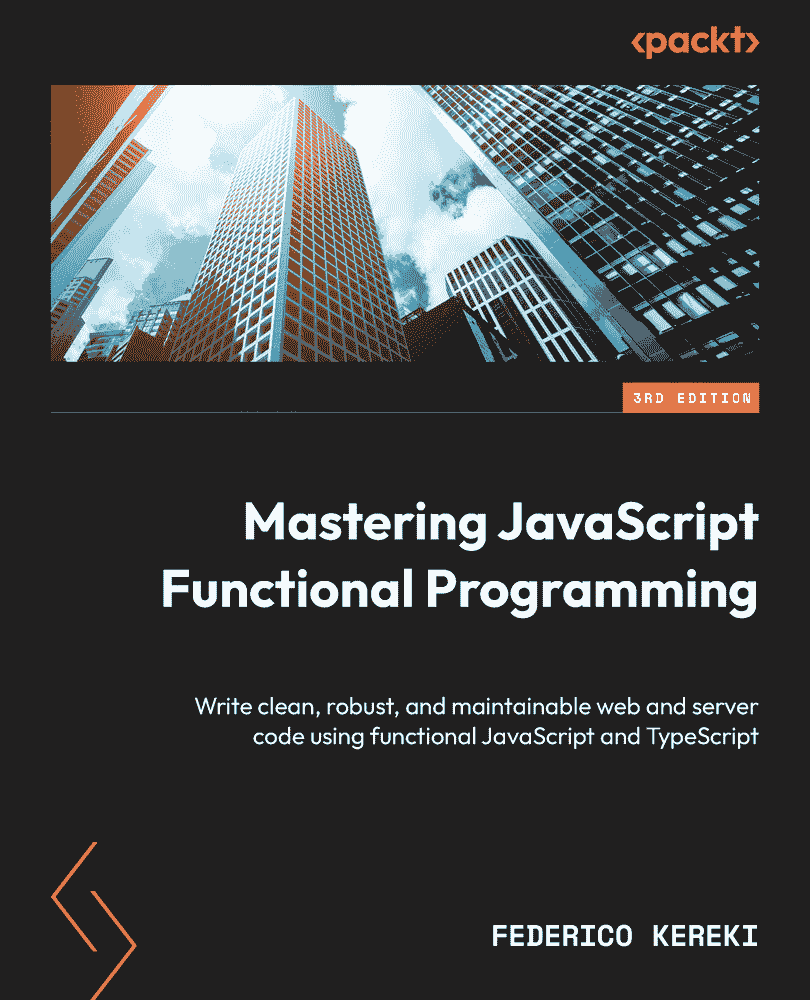 <packt>
3RD EDITION
Mastering JavaScript
Functional Programming
Write clean, robust, and maintainable web and server
code using functional JavaScript and TypeScript
FEDERICO KEREKI